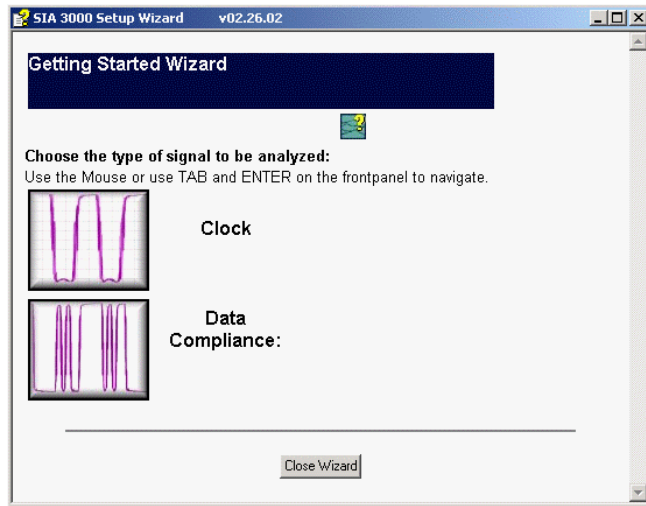 SIA 3000 Setup Wizard v02.26.02
Getting Started Wizard
Choose the type of signal to be analyzed:
Use the Mouse or use TAB and ENTER on the frontpanel to navigate.
Clock
Data
Compliance:
Close Wizard